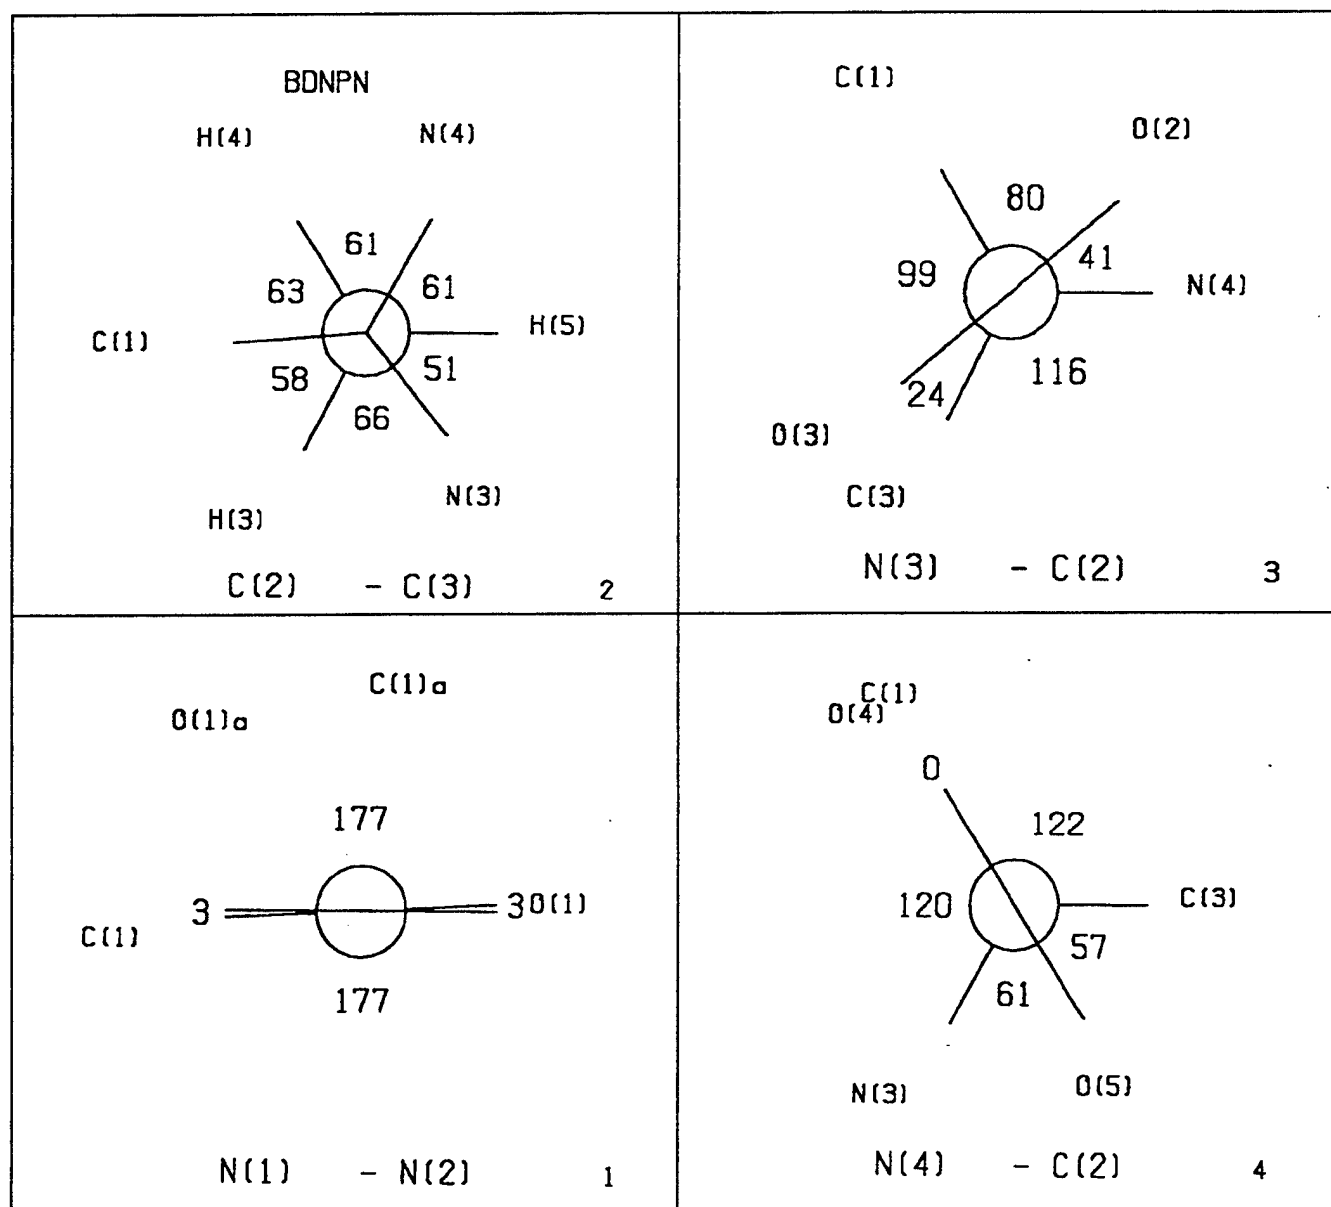 BDNPN
H(4) N(4)
61
63 61
C(1) H(5)
58 51
66
N(3)
H(3)
C(2) - C(3) 2
C(1)
O(2)
80
99 41
N(4)
116
24
O(3)
C(3)
N(3) - C(2) 3
C(1)a
O(1)a
177
3 3 O(1)
C(1)
177
N(1) - N(2) 1
C(1)
O(4)
0
122
120 C(3)
57
61
N(3) O(5)
N(4) - C(2) 4